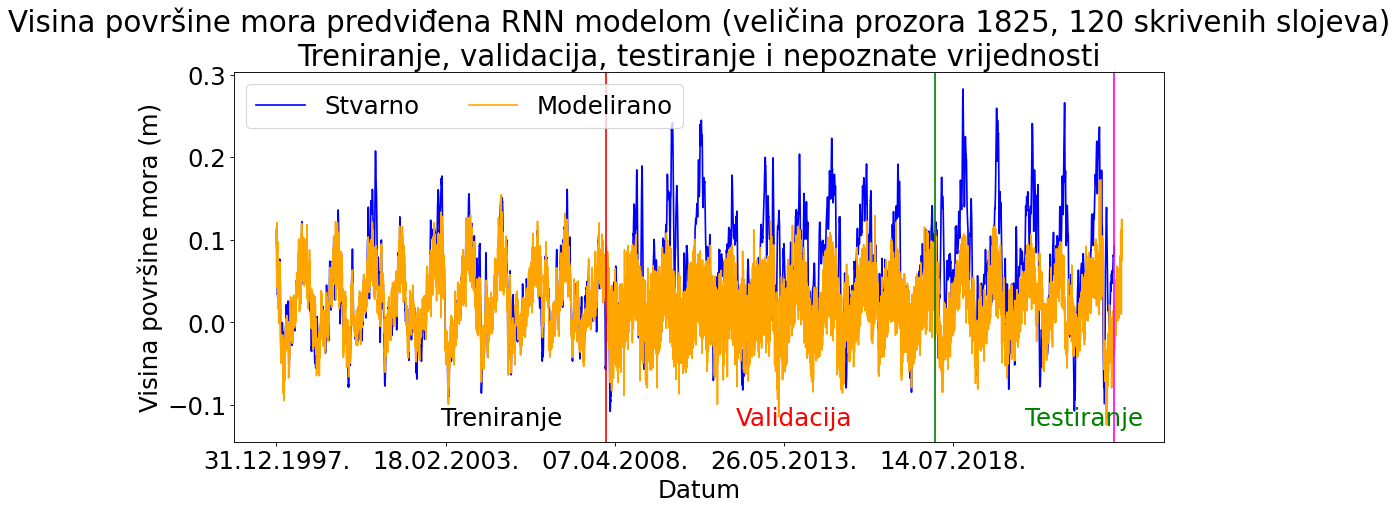 Visina površine mora predviđena RNN modelom (veličina prozora 1825, 120 skrivenih slojeva)
Treniranje, validacija, testiranje i nepoznate vrijednosti
Stvarno Modelirano
Visina površine mora (m)
0.3
0.2
0.1
0.0
−0.1
Treniranje Validacija Testiranje
31.12.1997. 18.02.2003. 07.04.2008. 26.05.2013. 14.07.2018.
Datum